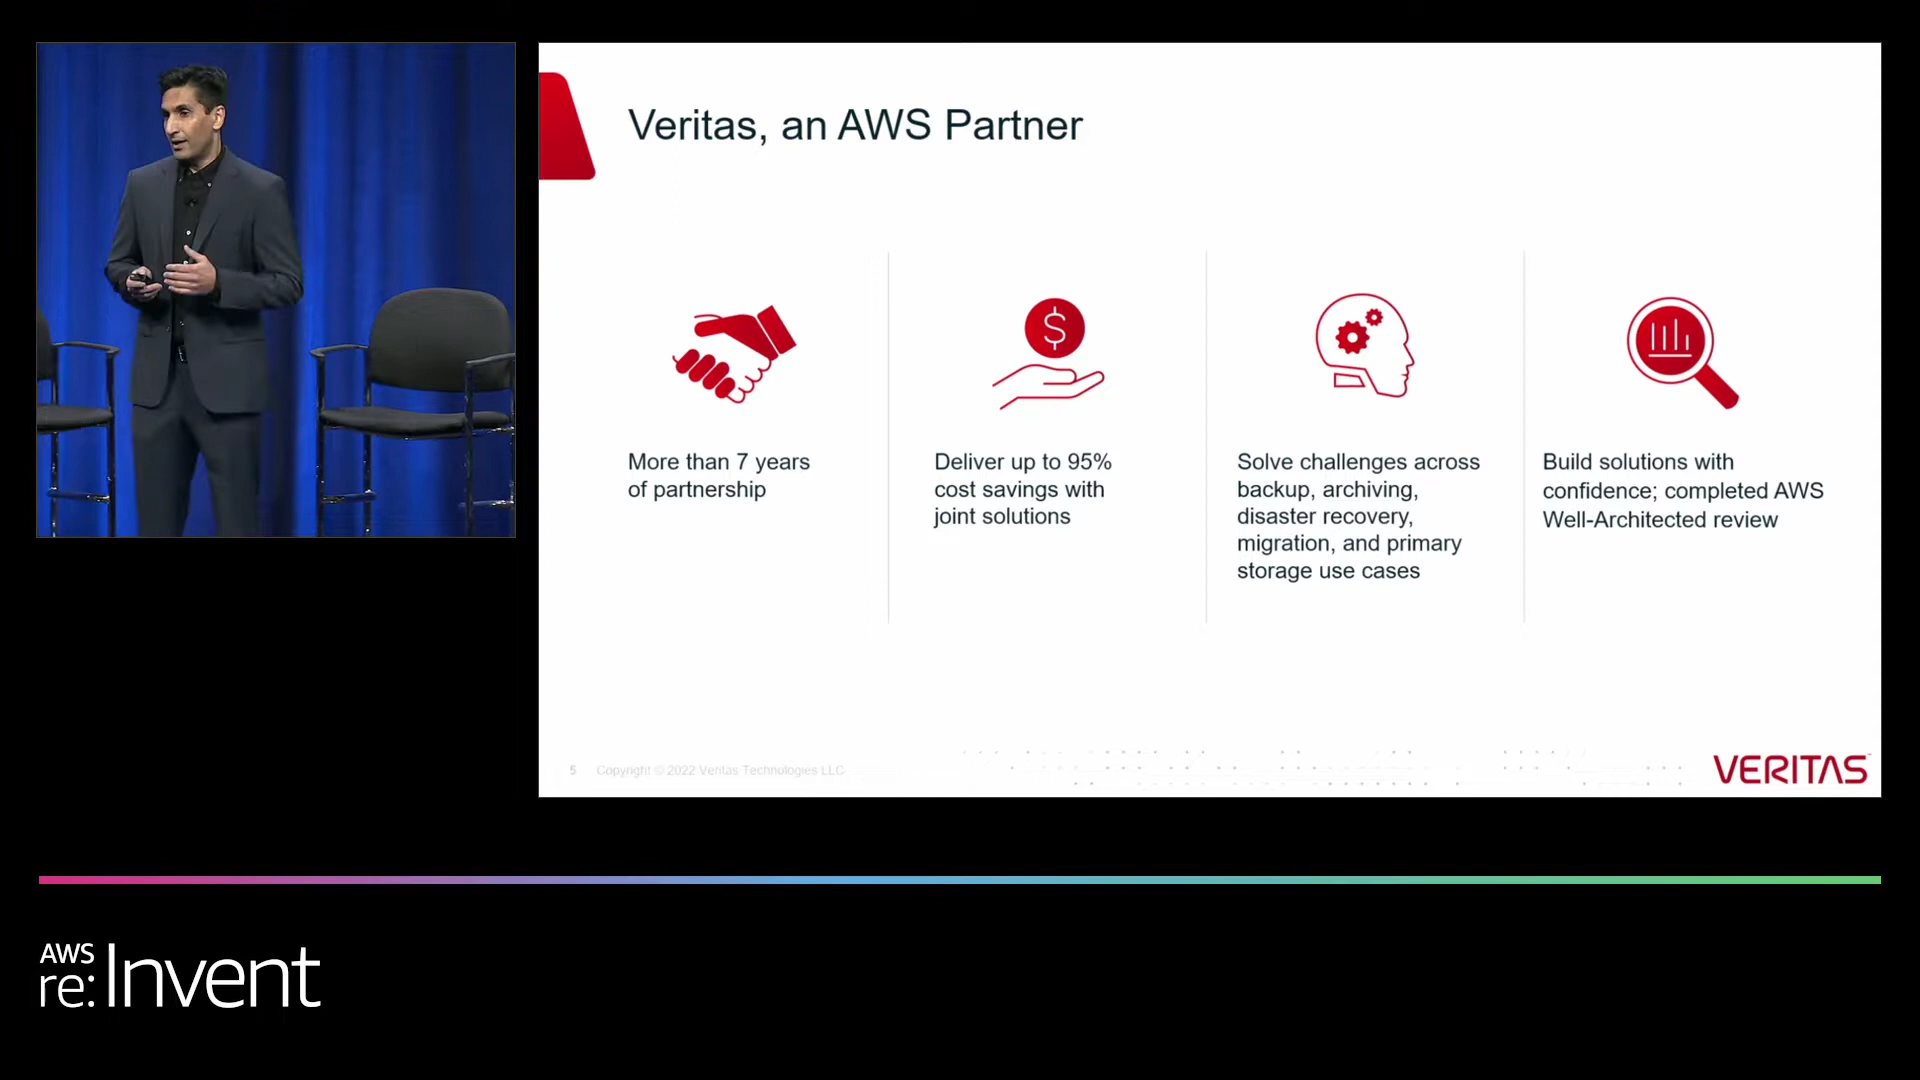 Veritas, an AWS Partner
More than 7 years
of partnership
$
Deliver up to 95%
cost savings with
joint solutions
Solve challenges across
backup, archiving,
disaster recovery,
migration, and primary
storage use cases
Build solutions with
confidence; completed AWS
Well-Architected review
5 Copyright © 2022 Veritas Technologies LLC
VERITAS
AWS
re:Invent